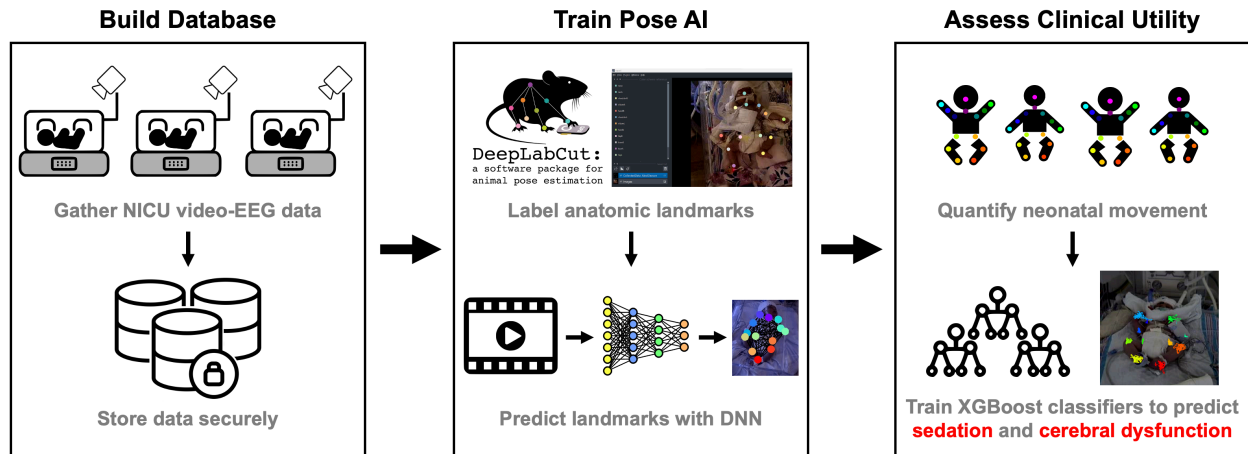 Build Database
Train Pose AI
Assess Clinical Utility
Gather NICU video-EEG data
Store data securely
DeepLabCut:
a software package for
animal pose estimation
Label anatomic landmarks
Predict landmarks with DNN
Quantify neonatal movement
Train XGBoost classifiers to predict
sedation and cerebral dysfunction